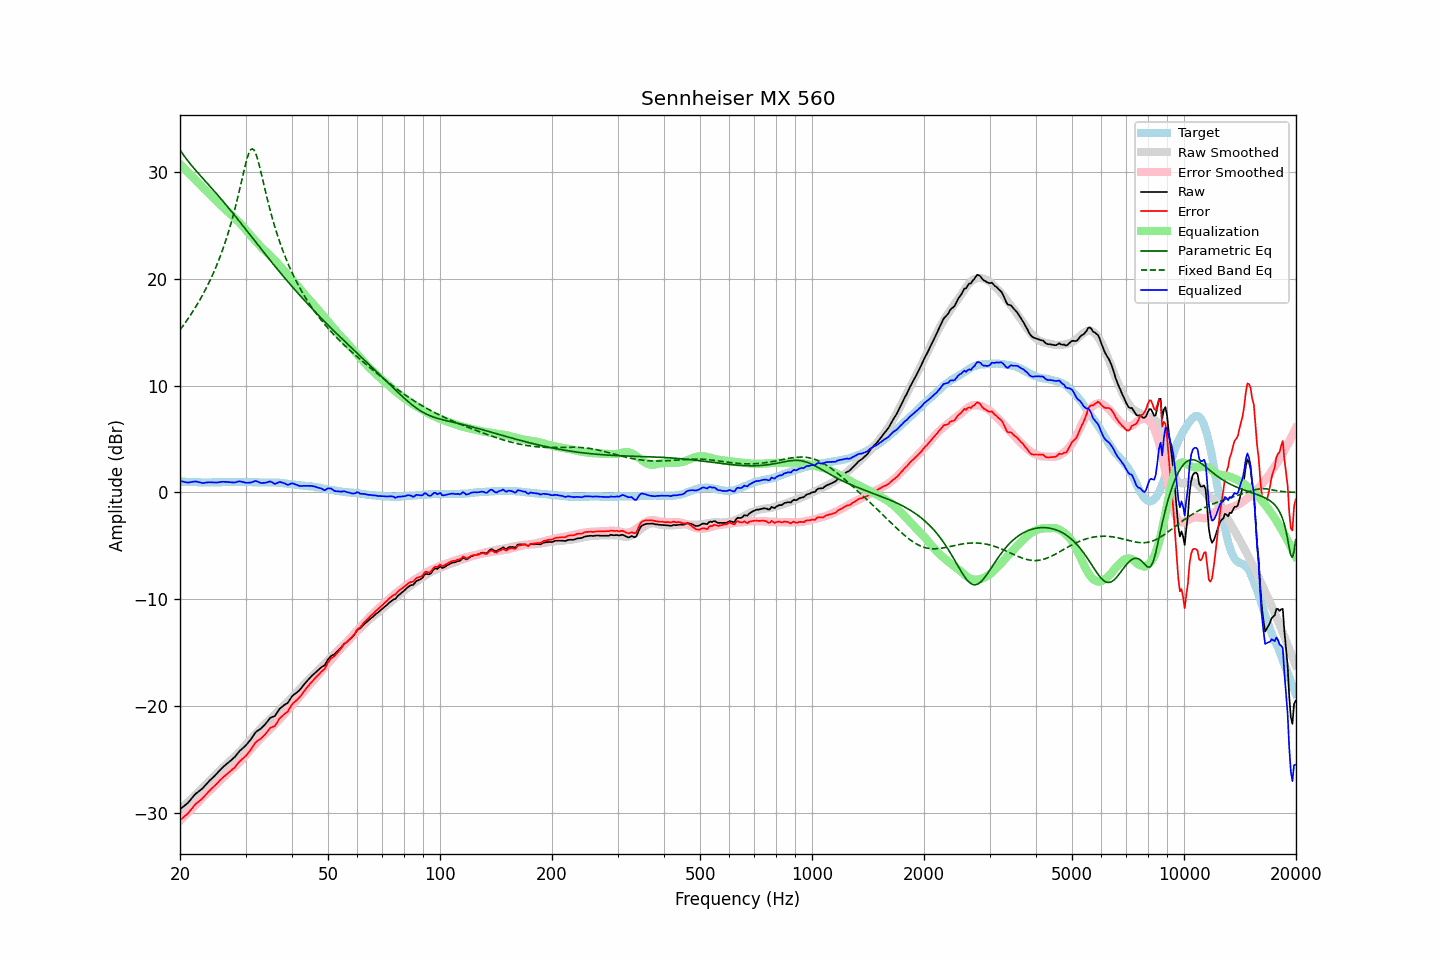 Sennheiser MX 560
Target
Raw Smoothed
Error Smoothed
Raw
Error
Equalization
Parametric Eq
Fixed Band Eq
Equalized
30
20
10
0
−10
−20
−30
Amplitude (dBr)
20 50 100 200 500 1000 2000 5000 10000 20000
Frequency (Hz)